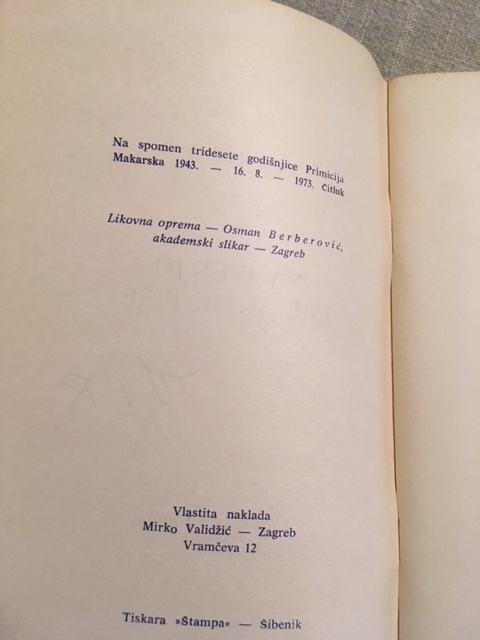 Na spomen tridesete godišnjice Primicija
Makarska 1943. — 16. 8. — 1973. Čitluk
Likovna oprema — Osman Berberović,
akademski slikar — Zagreb
Vlastita naklada
Mirko Validžić — Zagreb
Vramčeva 12
Tiskara »Štampa« — Šibenik